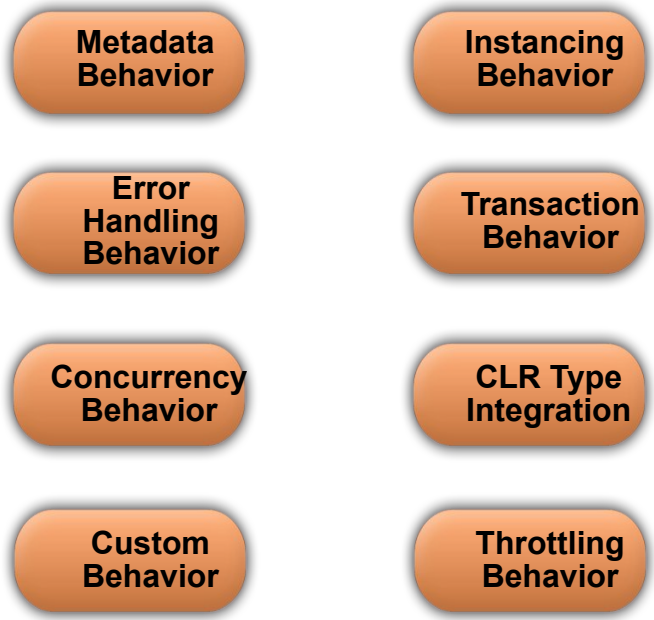 Metadata
Behavior
Instancing
Behavior
Error
Handling
Behavior
Transaction
Behavior
Concurrency
Behavior
CLR Type
Integration
Custom
Behavior
Throttling
Behavior